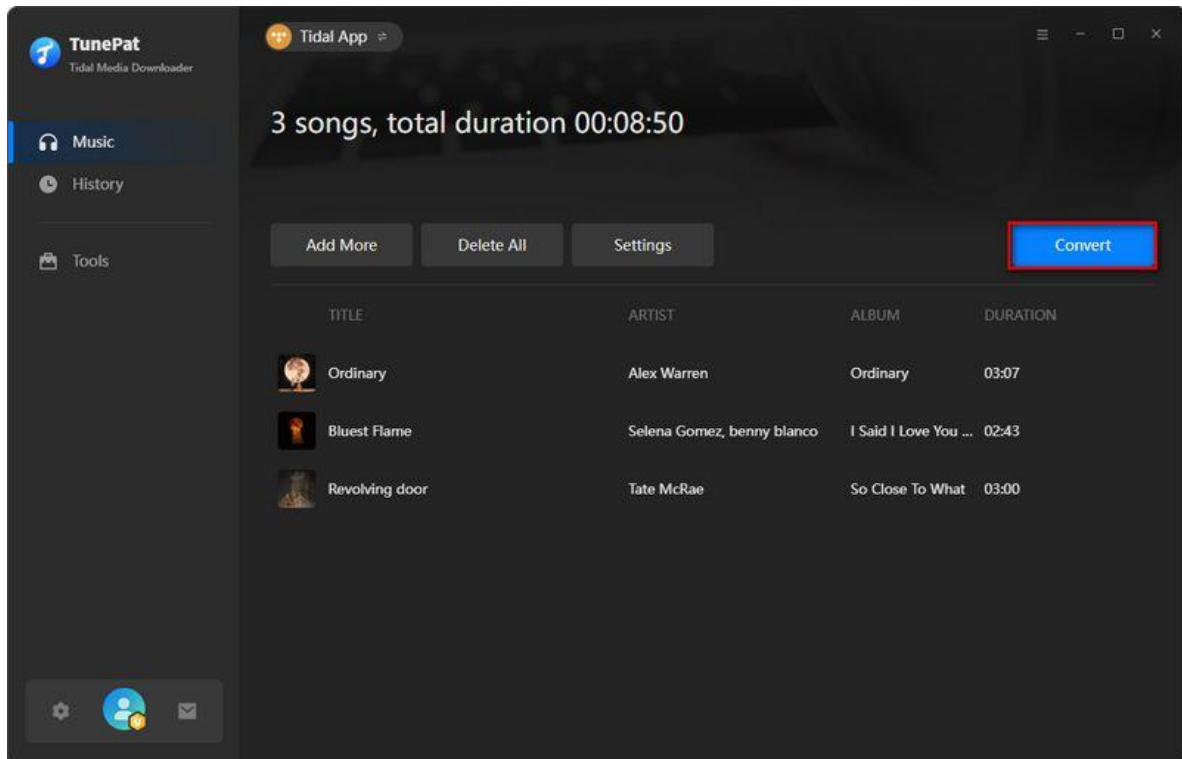 TunePat
Tidal Media Downloader
Music
History
Tools
Tidal App
3 songs, total duration 00:08:50
Add More Delete All Settings Convert
TITLE ARTIST ALBUM DURATION
Ordinary Alex Warren Ordinary 03:07
Bluest Flame Selena Gomez, benny blanco I Said I Love You ... 02:43
Revolving door Tate McRae So Close To What 03:00